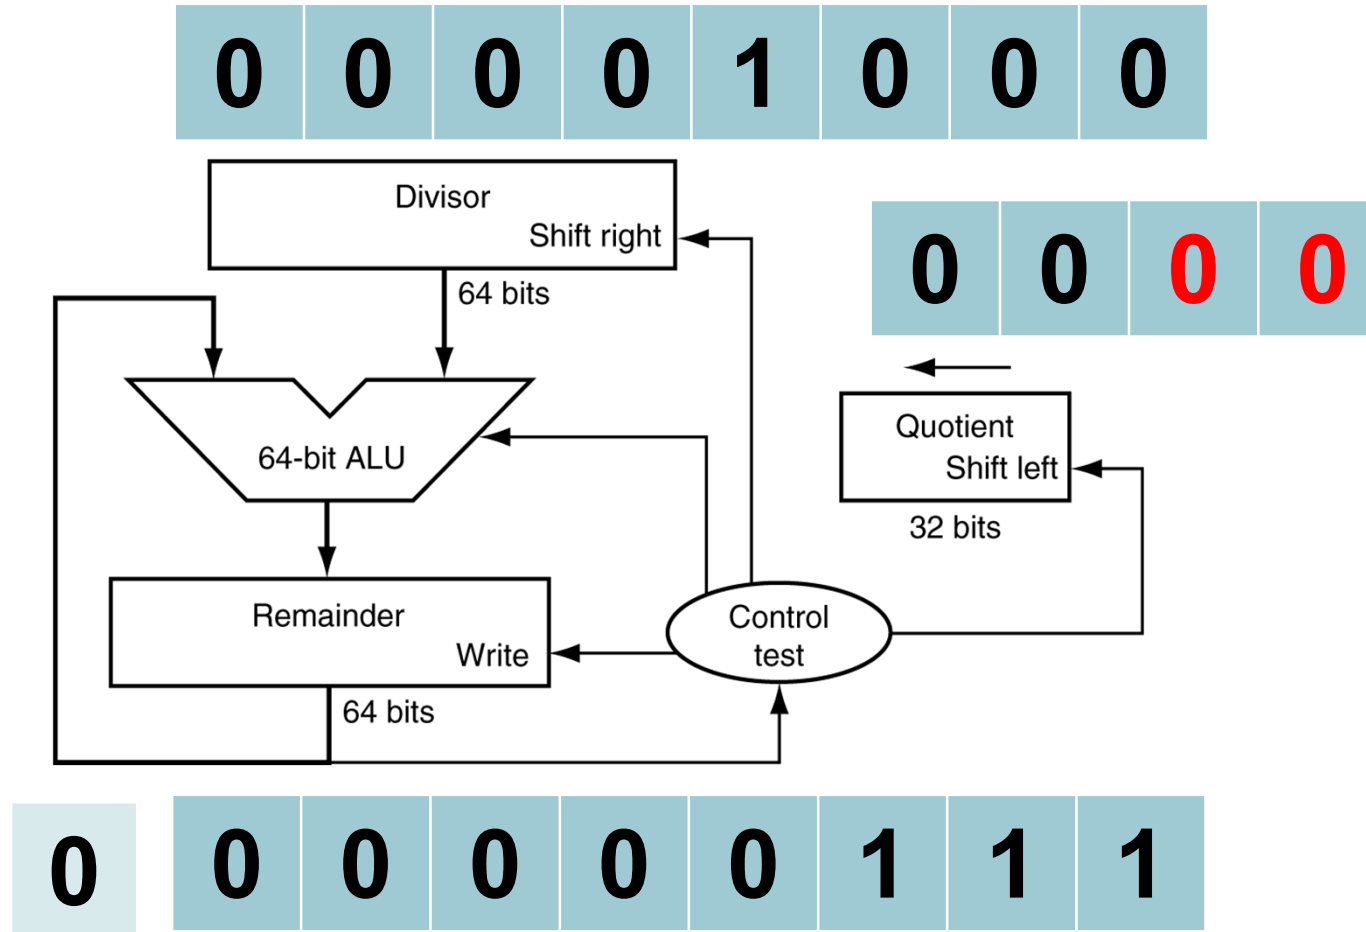 0 0 0 0 1 0 0 0
Divisor
Shift right
64 bits
0 0 0 0
64-bit ALU
Quotient
Shift left
32 bits
Remainder
Write
Control
test
64 bits
0 0 0 0 0 0 1 1 1